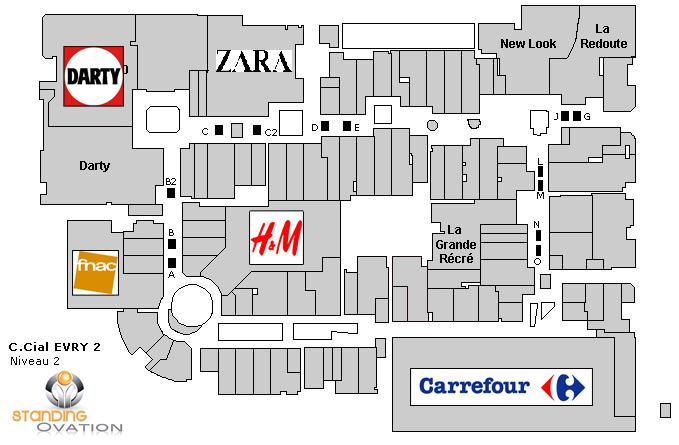 DARTY
ZARA
New Look
La
Redoute
C
C2
D
E
J
G
Darty
B2
L
M
fnac
B
A
H&M
La
Grande
Récré
N
O
C.Cial EVRY 2
Niveau 2
Carrefour
STANDING
OVATION